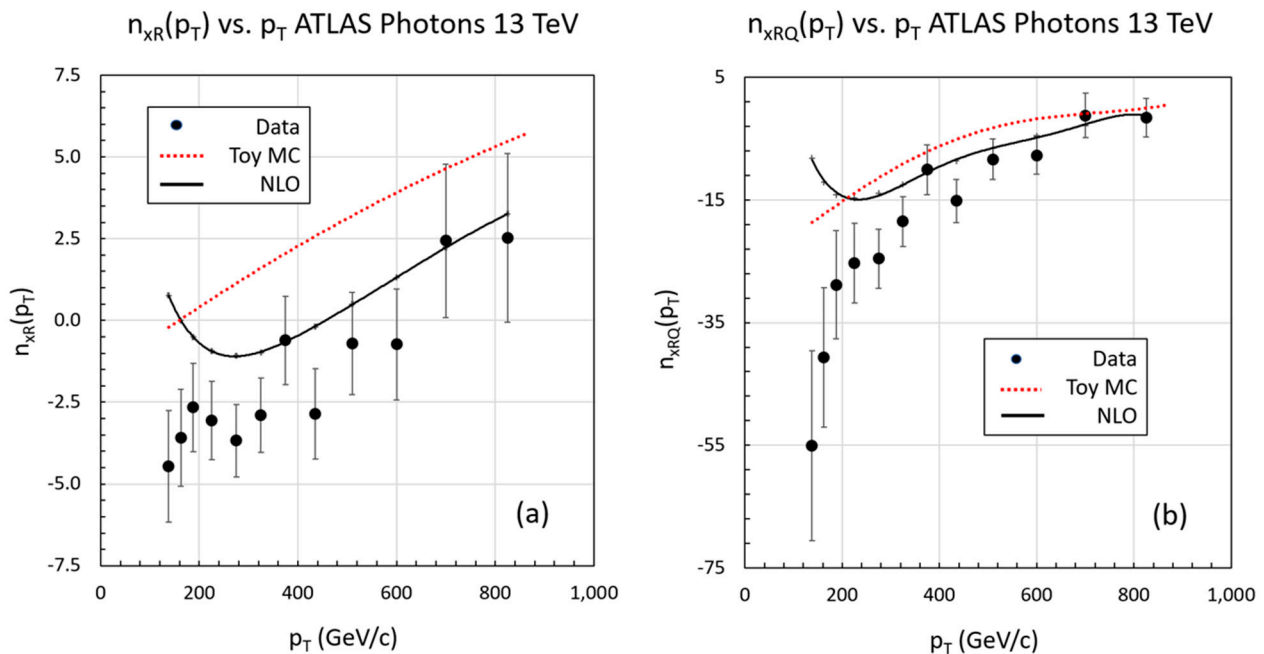 n_xR(p_T) vs. p_T ATLAS Photons 13 TeV
7.5
5.0
2.5
0.0
-2.5
-5.0
-7.5
n_xR(p_T)
Data
Toy MC
NLO
(a)
0
200
400
600
800
1,000
p_T (GeV/c)
n_xRQ(p_T) vs. p_T ATLAS Photons 13 TeV
5
-15
-35
-55
-75
n_xRQ(p_T)
Data
Toy MC
NLO
(b)
0
200
400
600
800
1,000
p_T (GeV/c)